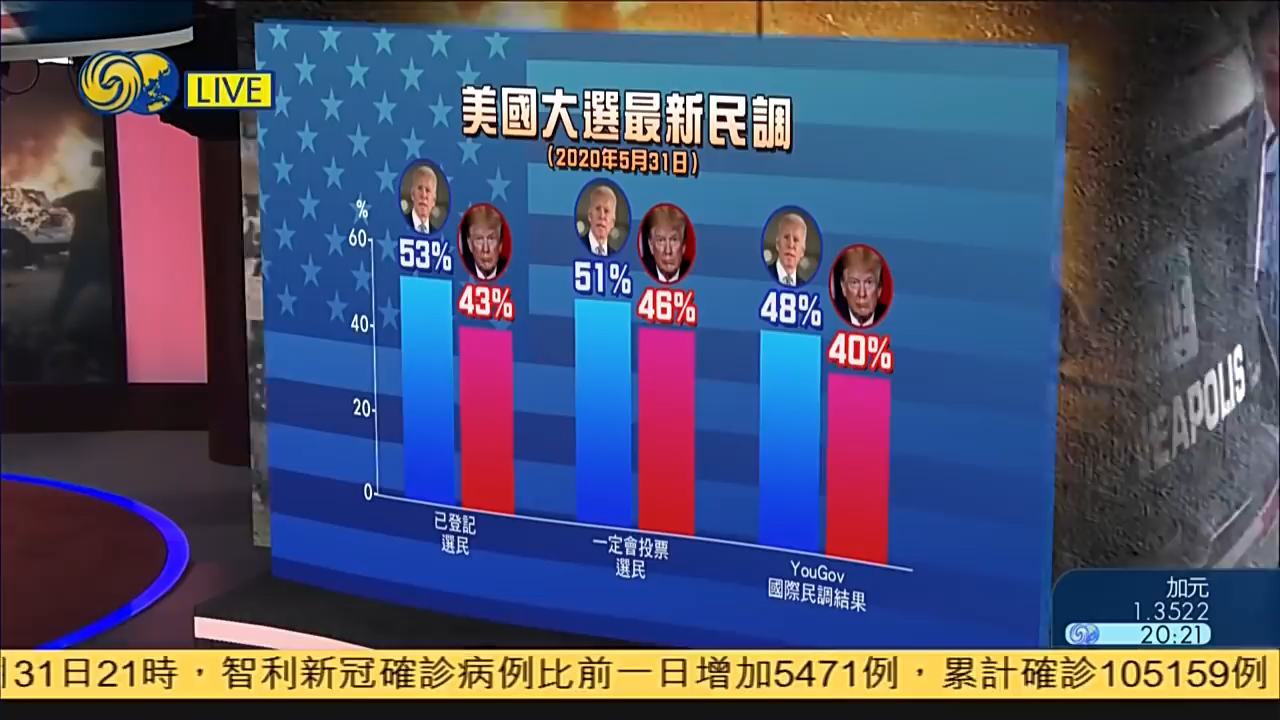 LIVE
美國大選最新民調
（2020年5月31日）
%
60
40
20
0
53%
43%
51%
46%
48%
40%
已登記
選民
一定會投票
選民
YouGov
國際民調結果
EAPOLIS
加元
1.3522
20:21
31日21時，智利新冠確診病例比前一日增加5471例，累計確診105159例